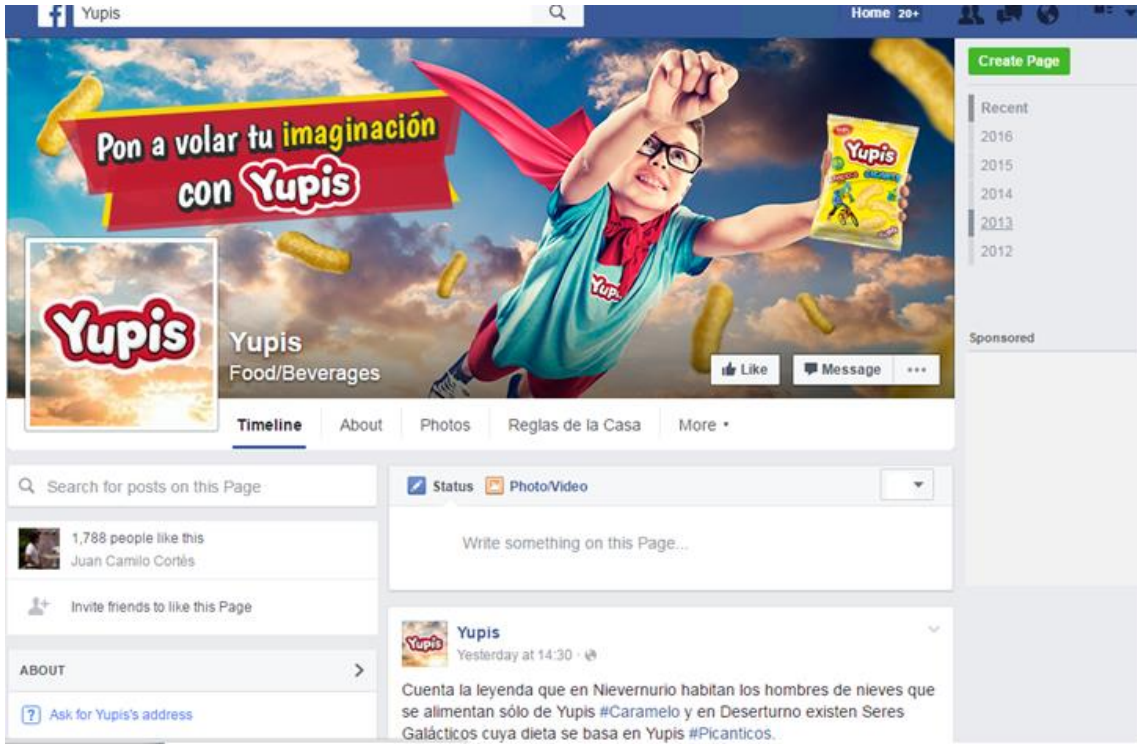 Yupis
Home 20+
Create Page
Recent
2016
2015
2014
2013
2012
Sponsored
Pon a volar tu imaginación
con Yupis
Yupis
Yup
Yupis
Yupis
Food/Beverages
Like
Message
Timeline About Photos Reglas de la Casa More
Search for posts on this Page
1,788 people like this
Juan Camilo Cortés
Invite friends to like this Page
ABOUT
Ask for Yupis's address
Status Photo/Video
Write something on this Page...
Yupis
Yupis
Yesterday at 14:30
Cuenta la leyenda que en Nievernurio habitan los hombres de nieves que
se alimentan sólo de Yupis #Caramelo y en Deserturno existen Seres
Galácticos cuya dieta se basa en Yupis #Picanticos.